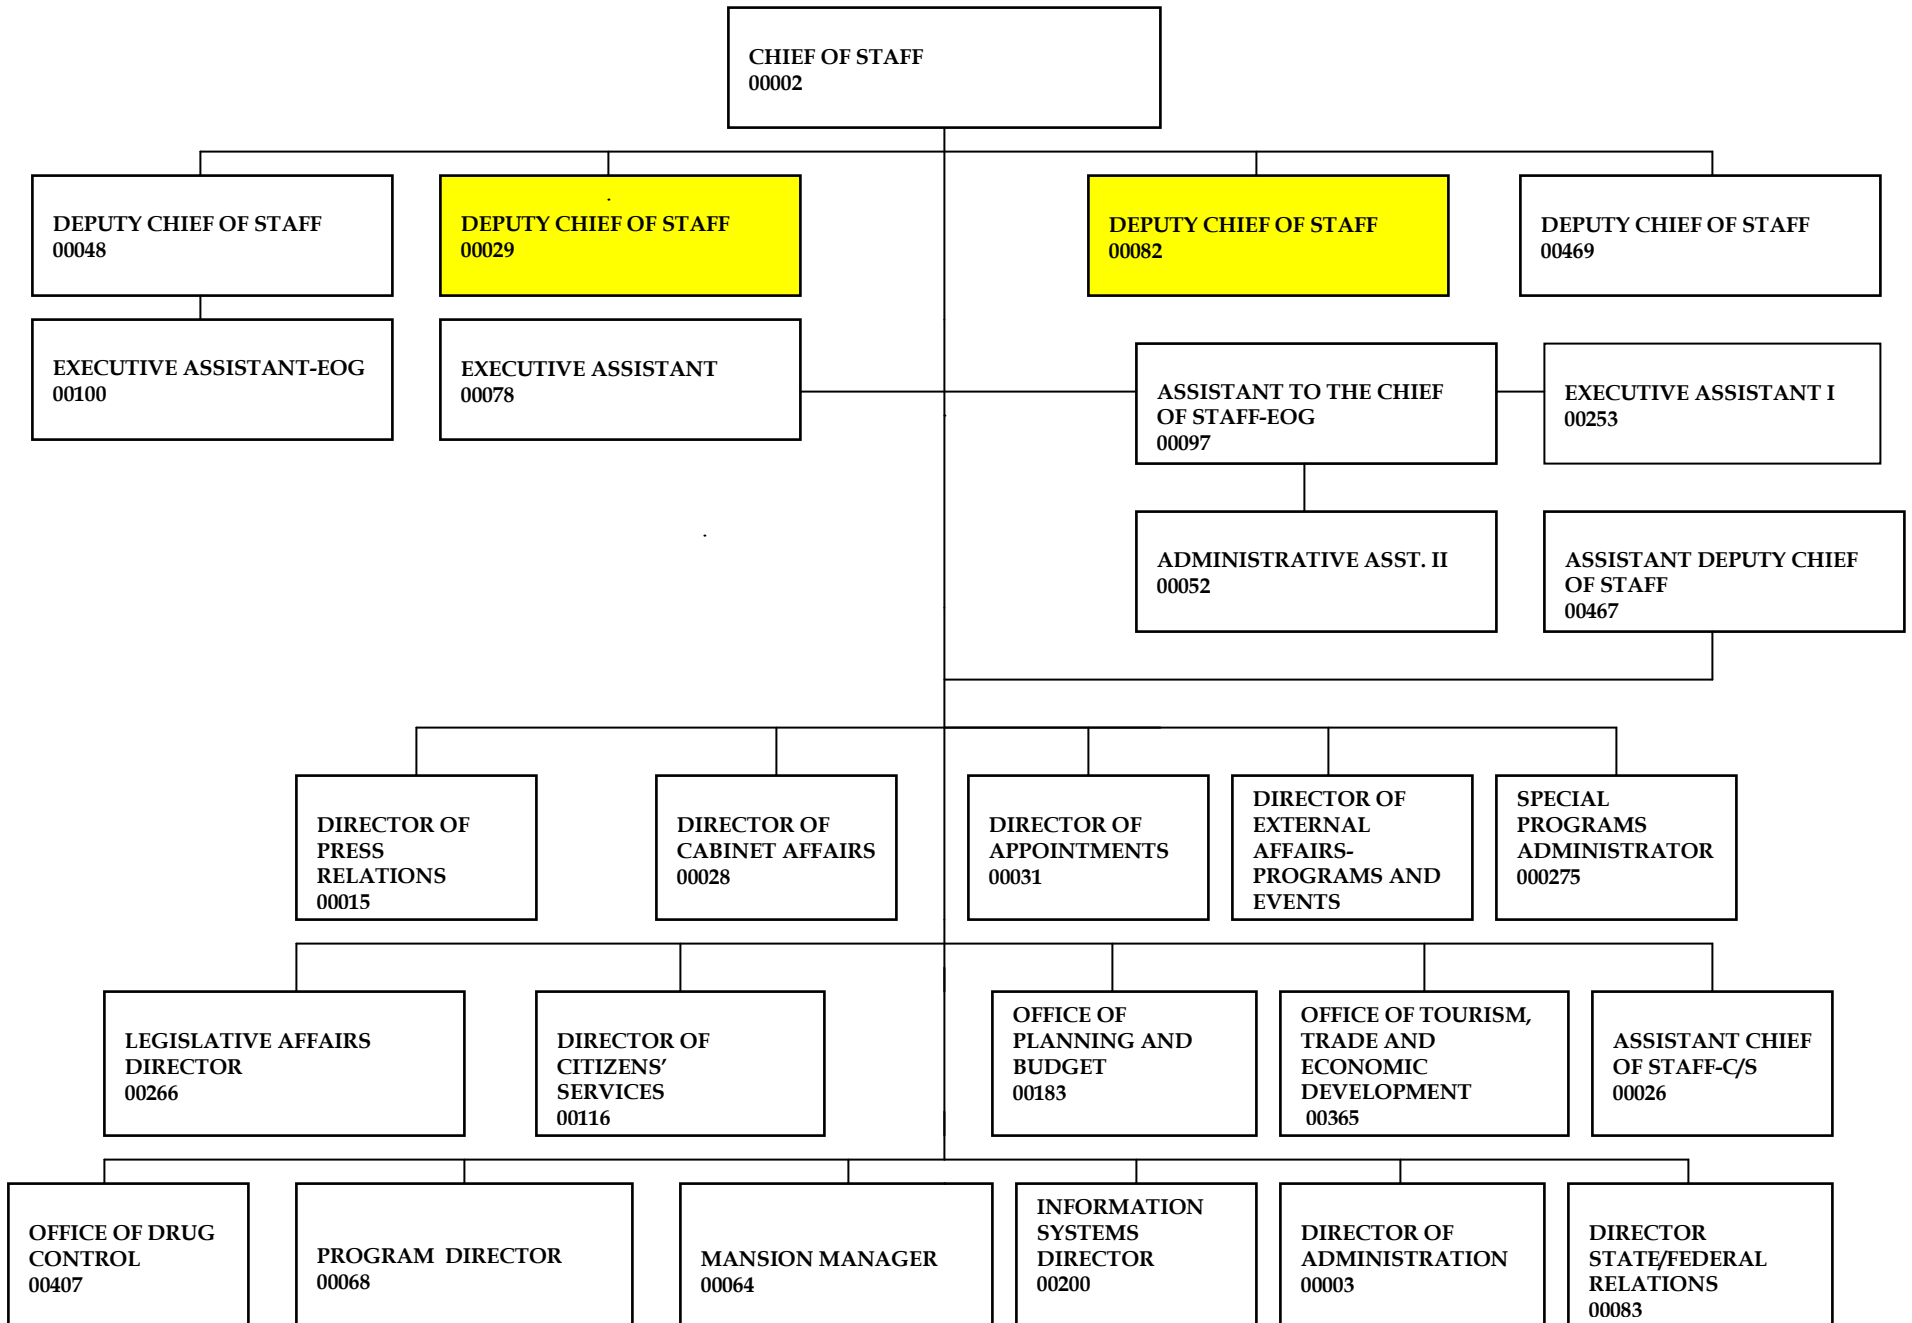 CHIEF OF STAFF
00002
DEPUTY CHIEF OF STAFF
00048
DEPUTY CHIEF OF STAFF
00029
DEPUTY CHIEF OF STAFF
00082
DEPUTY CHIEF OF STAFF
00469
EXECUTIVE ASSISTANT-EOG
00100
EXECUTIVE ASSISTANT
00078
ASSISTANT TO THE CHIEF
OF STAFF-EOG
00097
EXECUTIVE ASSISTANT I
00253
ADMINISTRATIVE ASST. II
00052
ASSISTANT DEPUTY CHIEF
OF STAFF
00467
DIRECTOR OF
PRESS
RELATIONS
00015
DIRECTOR OF
CABINET AFFAIRS
00028
DIRECTOR OF
APPOINTMENTS
00031
DIRECTOR OF
EXTERNAL
AFFAIRS-
PROGRAMS AND
EVENTS
SPECIAL
PROGRAMS
ADMINISTRATOR
000275
LEGISLATIVE AFFAIRS
DIRECTOR
00266
DIRECTOR OF
CITIZENS’
SERVICES
00116
OFFICE OF
PLANNING AND
BUDGET
00183
OFFICE OF TOURISM,
TRADE AND
ECONOMIC
DEVELOPMENT
00365
ASSISTANT CHIEF
OF STAFF-C/S
00026
OFFICE OF DRUG
CONTROL
00407
PROGRAM DIRECTOR
00068
MANSION MANAGER
00064
INFORMATION
SYSTEMS
DIRECTOR
00200
DIRECTOR OF
ADMINISTRATION
00003
DIRECTOR
STATE/FEDERAL
RELATIONS
00083